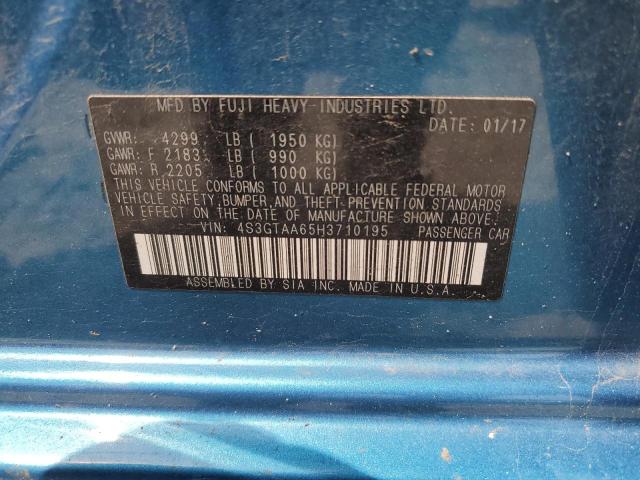 MFD BY FUJI HEAVY-INDUSTRIES LTD.
DATE: 01/17
GVWR: 4299 LB ( 1950 KG)
GAWR: F 2183 LB ( 990 KG)
GAWR: R 2205 LB ( 1000 KG)
THIS VEHICLE CONFORMS TO ALL APPLICABLE FEDERAL MOTOR
VEHICLE SAFETY, BUMPER, AND THEFT-PREVENTION STANDARDS
IN EFFECT ON THE DATE OF MANUFACTURE SHOWN ABOVE.
VIN: 4S3GTAA65H3710195 PASSENGER CAR
ASSEMBLED BY SIA INC. MADE IN U.S.A.